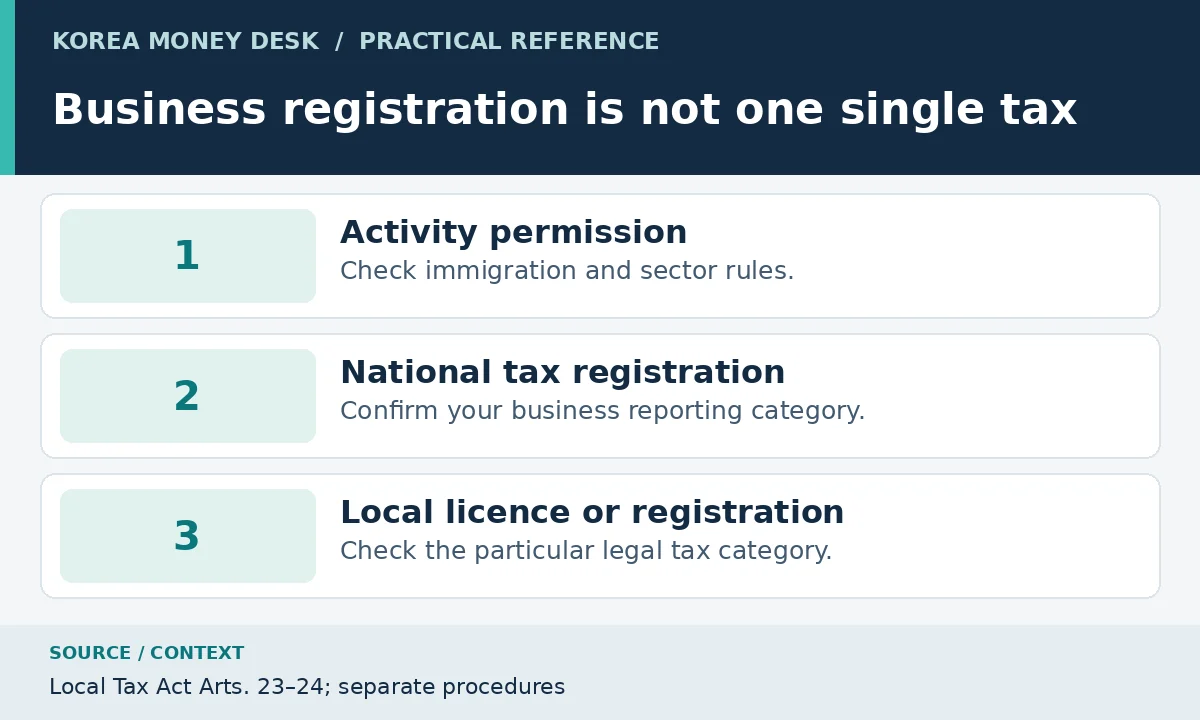 KOREA MONEY DESK / PRACTICAL REFERENCE
Business registration is not one single tax
1
Activity permission
Check immigration and sector rules.
2
National tax registration
Confirm your business reporting category.
3
Local licence or registration
Check the particular legal tax category.
SOURCE / CONTEXT
Local Tax Act Arts. 23–24; separate procedures